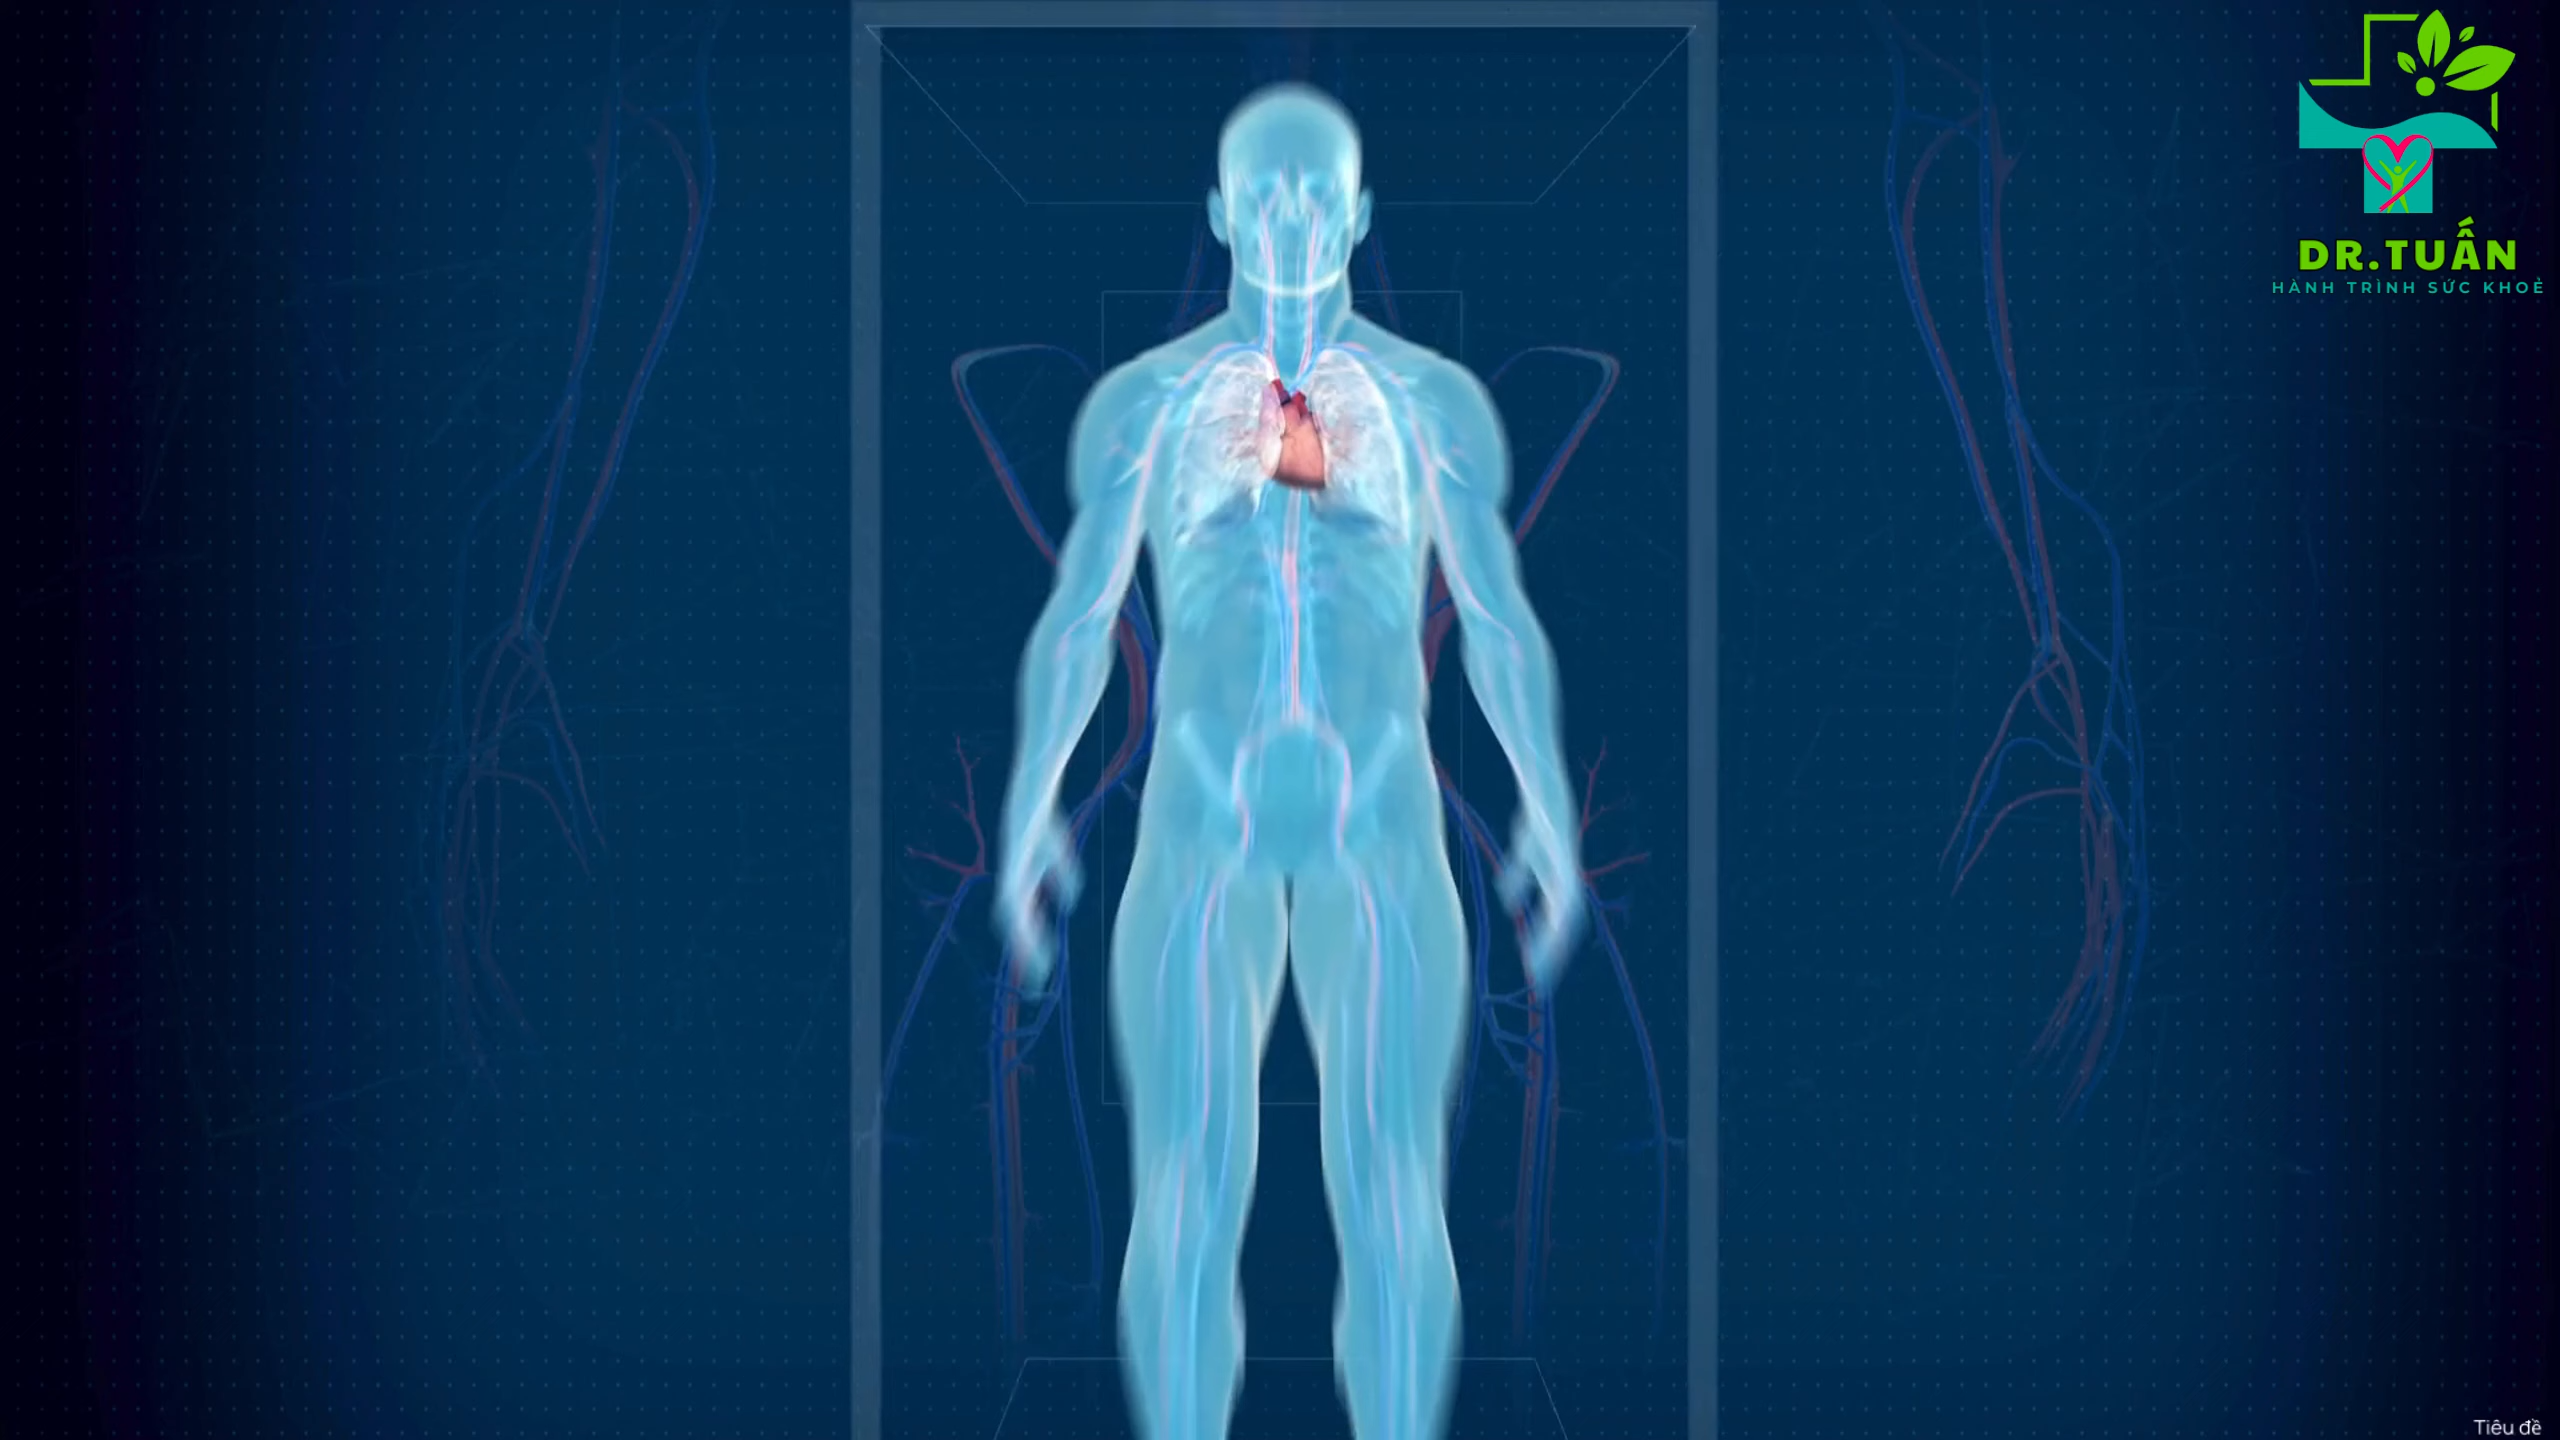 DR.TUẤN
HÀNH TRÌNH SỨC KHOẺ
Tiêu đề